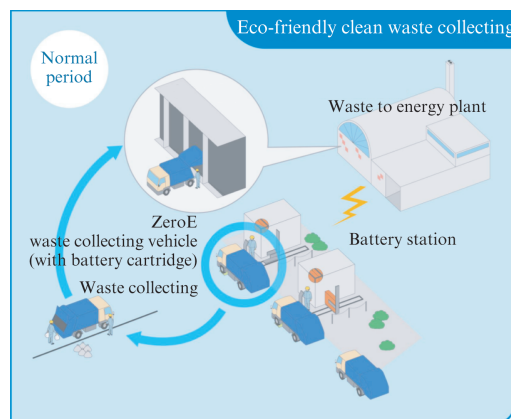 Eco-friendly clean waste collecting
Normal
period
Waste to energy plant
ZeroE
waste collecting vehicle
(with battery cartridge)
Battery station
Waste collecting